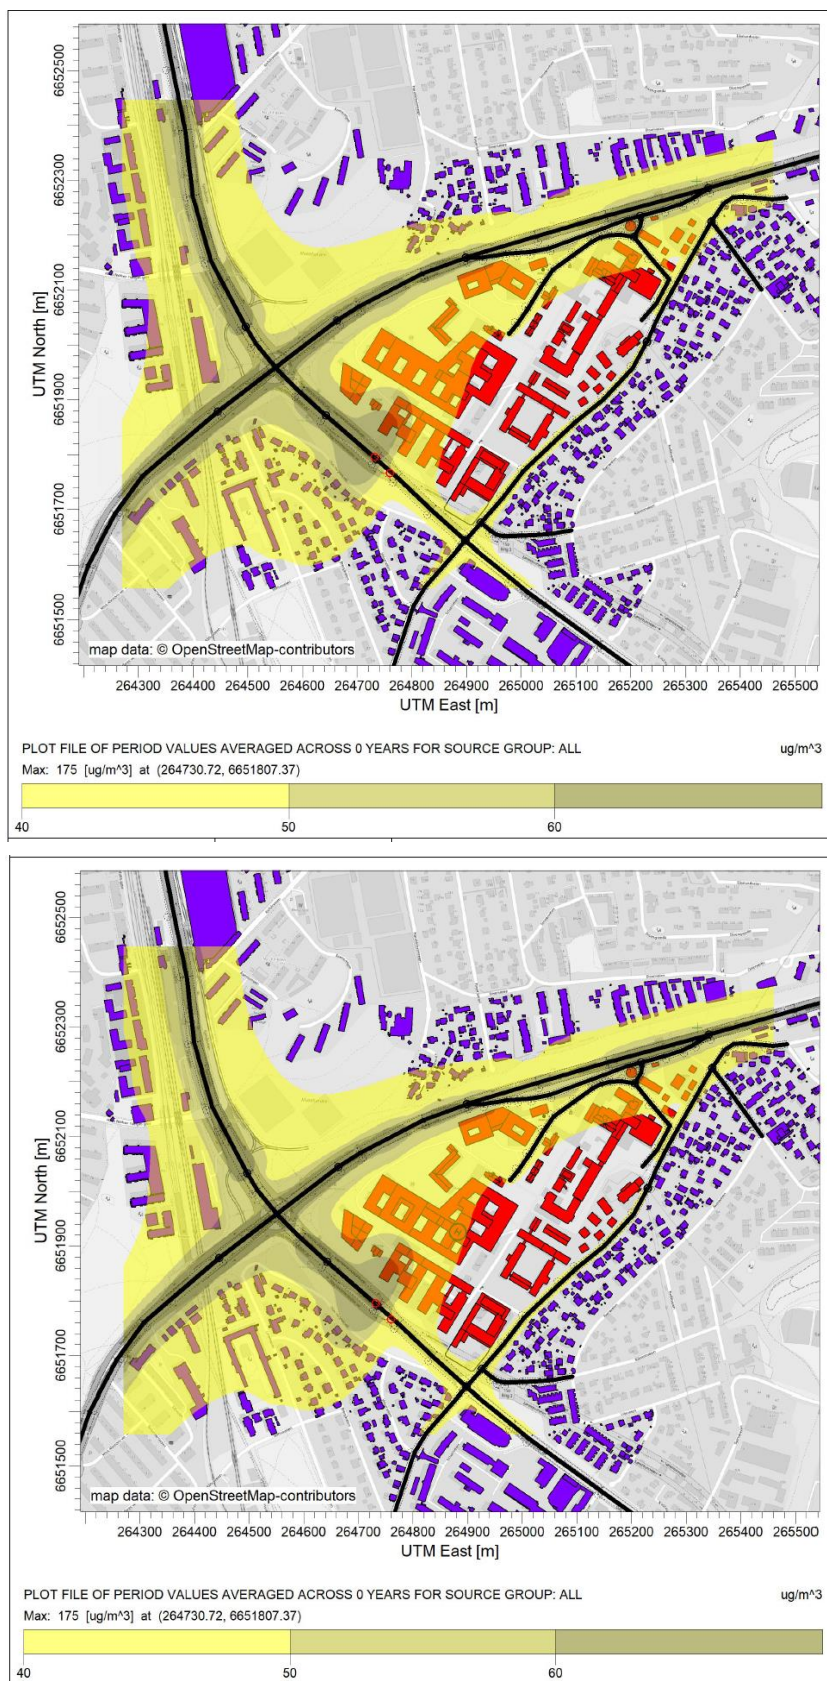 6652500
6652300
6652100
6651900
6651700
6651500
UTM North [m]
map data: © OpenStreetMap-contributors
264300 264400 264500 264600 264700 264800 264900 265000 265100 265200 265300 265400 265500
UTM East [m]
PLOT FILE OF PERIOD VALUES AVERAGED ACROSS 0 YEARS FOR SOURCE GROUP: ALL ug/m^3
Max: 175 [ug/m^3] at (264730.72, 6651807.37)
40 50 60
6652500
6652300
6652100
6651900
6651700
6651500
UTM North [m]
map data: © OpenStreetMap-contributors
264300 264400 264500 264600 264700 264800 264900 265000 265100 265200 265300 265400 265500
UTM East [m]
PLOT FILE OF PERIOD VALUES AVERAGED ACROSS 0 YEARS FOR SOURCE GROUP: ALL ug/m^3
Max: 175 [ug/m^3] at (264730.72, 6651807.37)
40 50 60